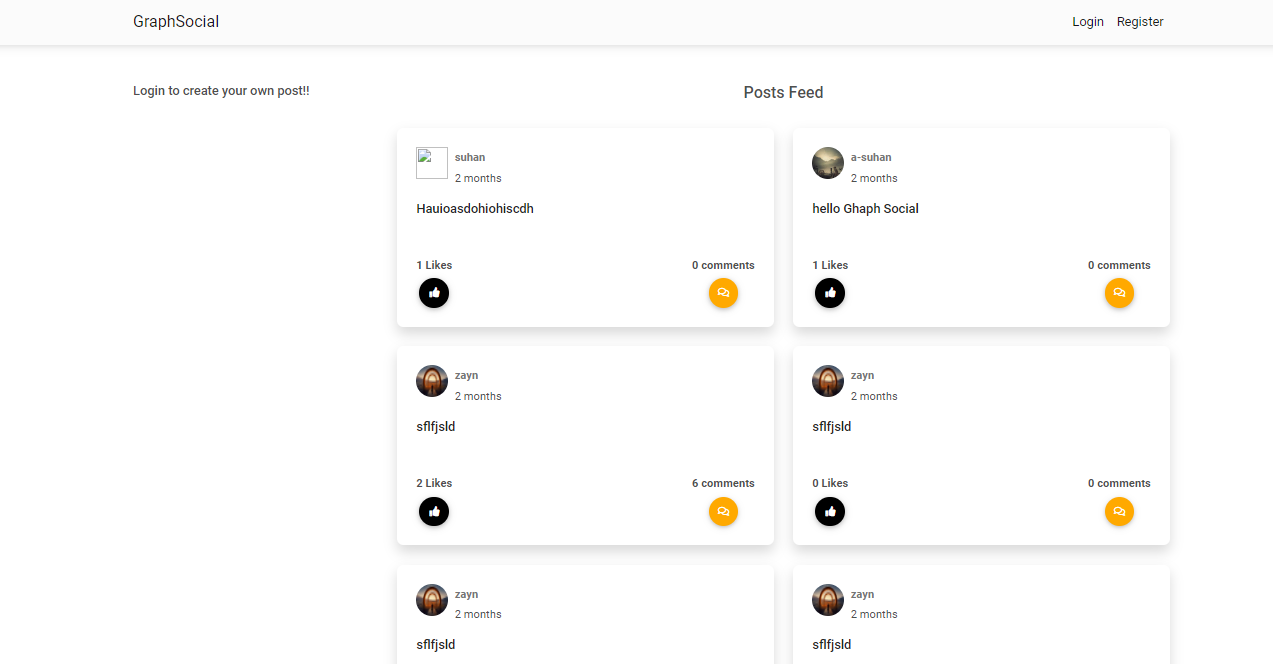 GraphSocial
Login Register
Login to create your own post!!
Posts Feed
suhan
2 months
Hauioasdohiohiscdh
1 Likes
0 comments
a-suhan
2 months
hello Ghaph Social
1 Likes
0 comments
zayn
2 months
sflfjsld
2 Likes
6 comments
zayn
2 months
sflfjsld
0 Likes
0 comments
zayn
2 months
sflfjsld
zayn
2 months
sflfjsld